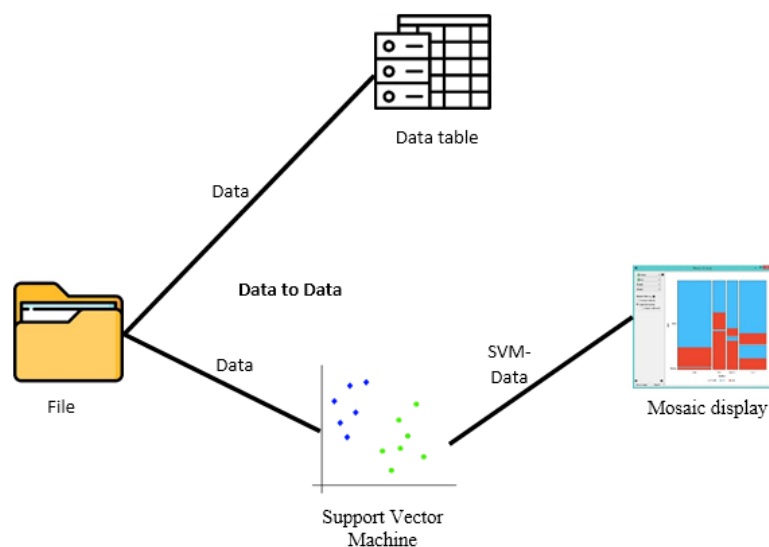 Data table
Data
Data to Data
Data
SVM-
Data
File
Mosaic display
Support Vector
Machine